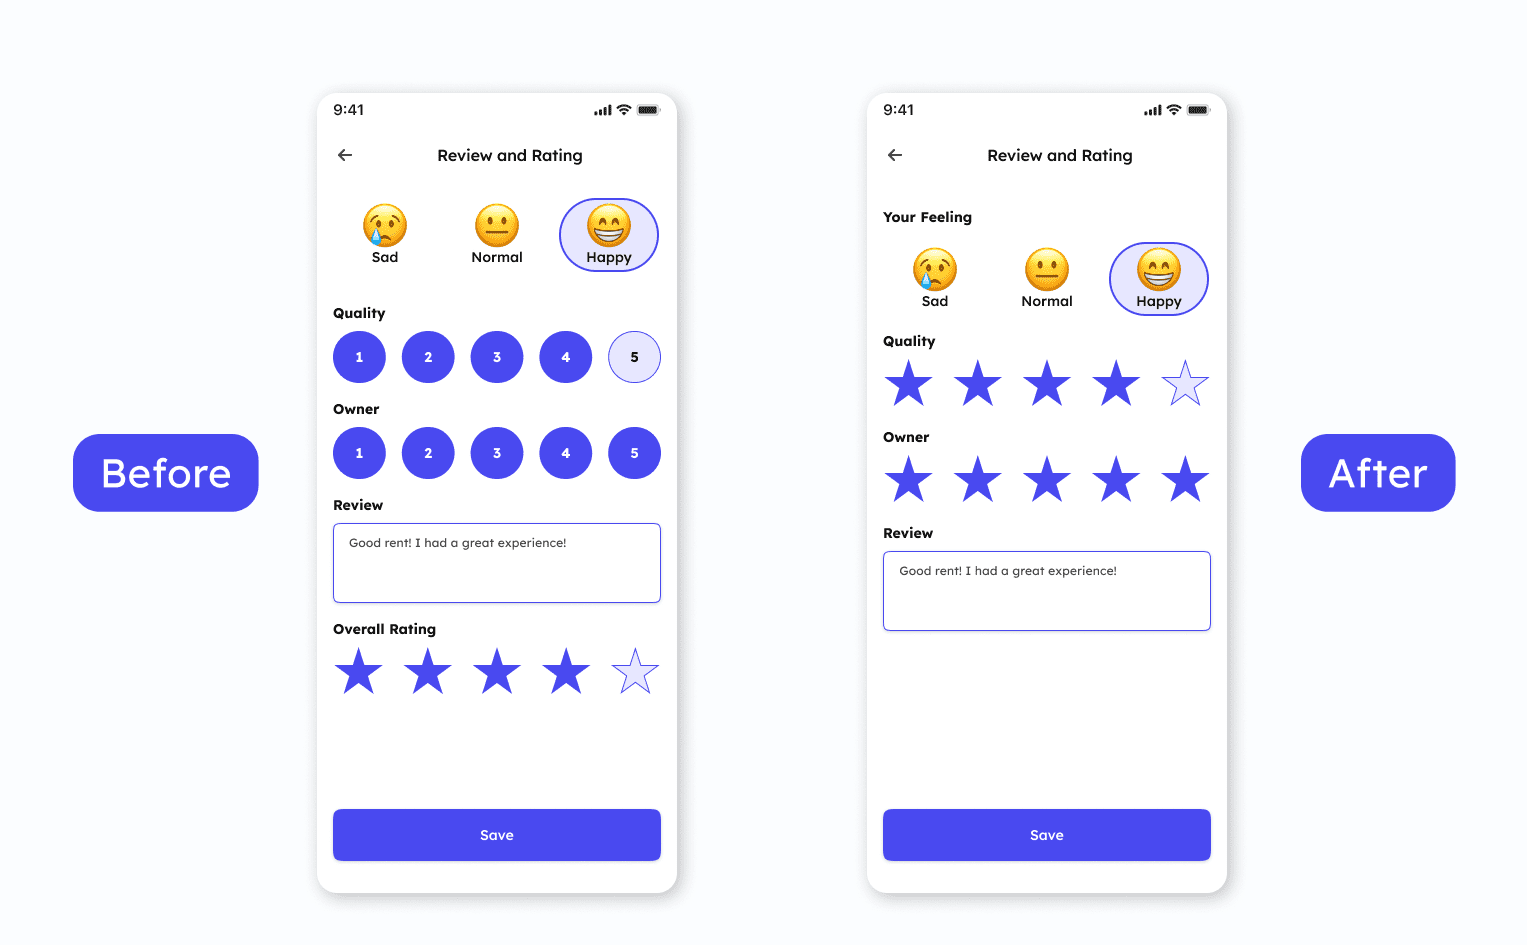 Before
9:41
Review and Rating
Sad Normal Happy
Quality
1 2 3 4 5
Owner
1 2 3 4 5
Review
Good rent! I had a great experience!
Overall Rating
Save
9:41
Review and Rating
Your Feeling
Sad Normal Happy
Quality
Owner
Review
Good rent! I had a great experience!
Save
After